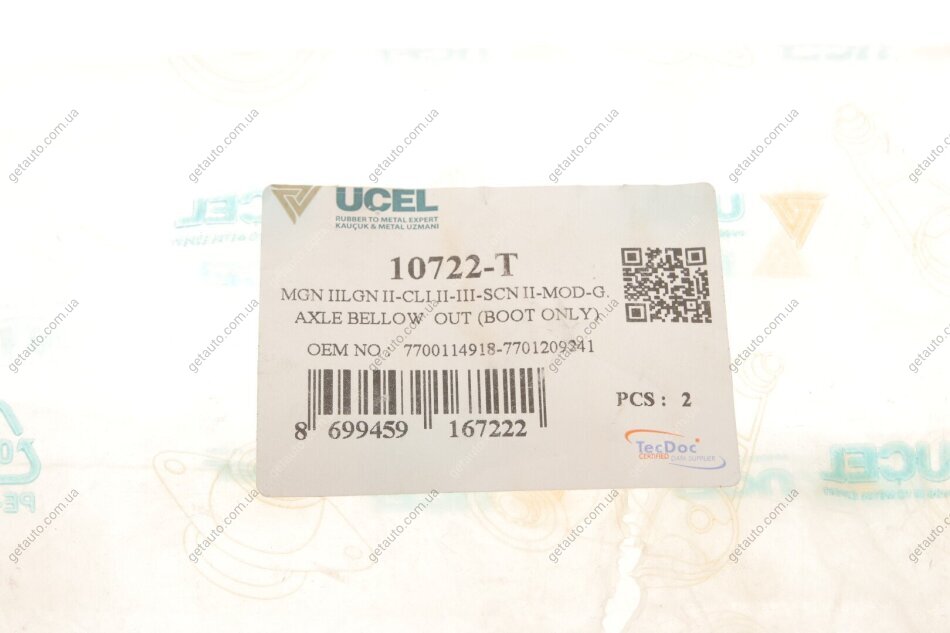 UCEL
RUBBER TO METAL EXPERT
KAUÇUK & METAL UZMANI
10722-T
MGN IILGN II-CLI.II-III-SCN II-MOD-G.
AXLE BELLOW OUT (BOOT ONLY)
OEM NO : 7700114918-7701209241
PCS : 2
8 699459 167222
TecDoc
CERTIFIED DATA SUPPLIER
UCEL
getauto.com.ua